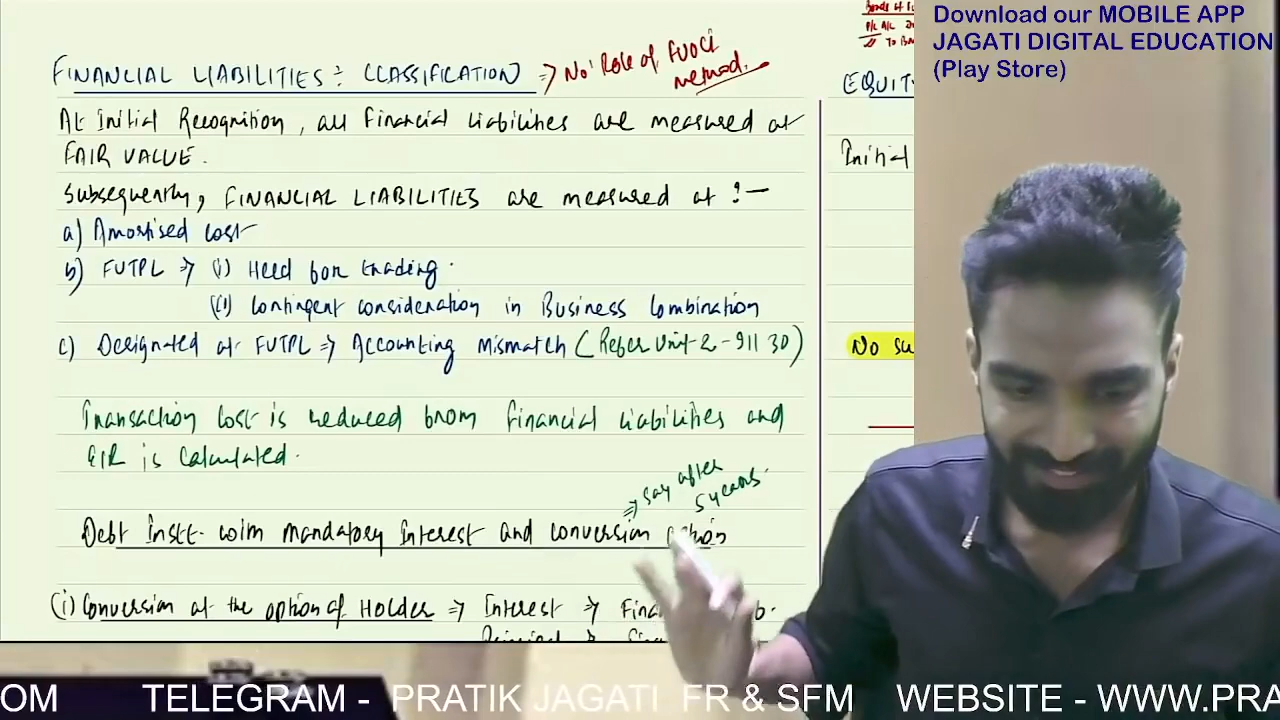 Download our MOBILE APP
JAGATI DIGITAL EDUCATION
(Play Store)
FINANCIAL LIABILITIES : CLASSIFICATION ⇒ No Role of FVOCI
method.
At Initial Recognition, all Financial Liabilities are measured at
FAIR VALUE.
Subsequently, FINANCIAL LIABILITIES are measured at :-
a) Amortised Cost
b) FVTPL ⇒ (i) Held for trading.
(ii) Contingent consideration in Business Combination
c) Designated at FVTPL ⇒ Accounting Mismatch (Refer Unit-2-
Transaction cost is reduced from Financial Liabilities and
EIR is Calculated.
⇒ Say after
5 years.
Debt Instt. with mandatory Interest and conversion option
(i) Conversion at the option of Holder ⇒ Interest ⇒
EQUIT
Initial
No
OM TELEGRAM - PRATIK JAGATI FR & SFM WEBSITE - WWW.PRA